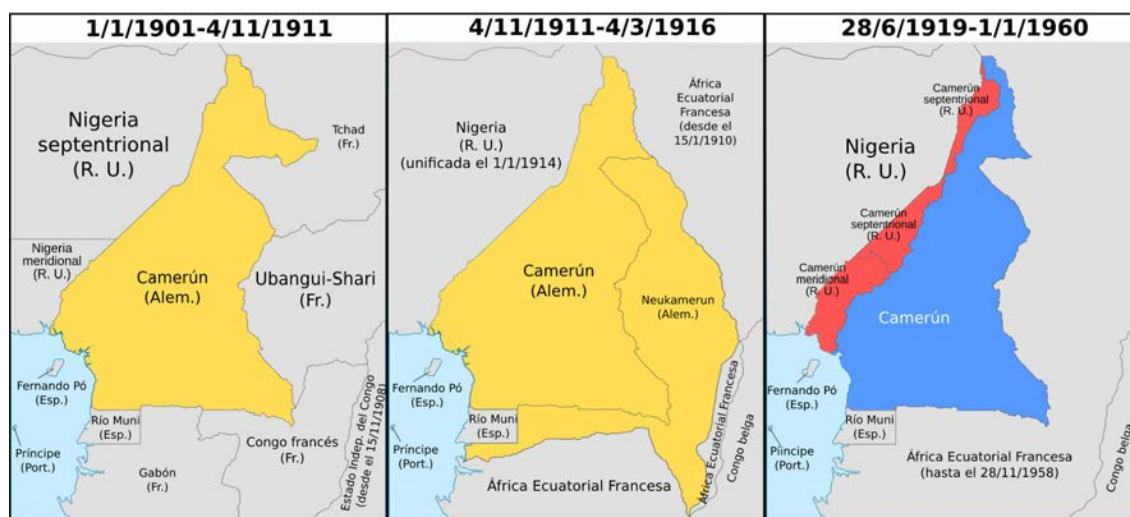 1/1/1901-4/11/1911
Nigeria
septentrional
(R. U.)
Tchad
(Fr.)
Nigeria
meridional
(R. U.)
Camerún
(Alem.)
Ubangui-Shari
(Fr.)
Fernando Pó
(Esp.)
Río Muni
(Esp.)
Príncipe
(Port.)
Gabón
(Fr.)
Congo francés
(Fr.)
Estado Indep. del Congo
(desde el 15/11/1908)
4/11/1911-4/3/1916
África
Ecuatorial
Francesa
(desde el
15/1/1910)
Nigeria
(R. U.)
(unificada el 1/1/1914)
Camerún
(Alem.)
Neukamerun
(Alem.)
Fernando Pó
(Esp.)
Río Muni
(Esp.)
Príncipe
(Port.)
África Ecuatorial Francesa
África Ecuatorial Francesa
Congo belga
28/6/1919-1/1/1960
Camerún
septentrional
(R. U.)
Nigeria
(R. U.)
Camerún
septentrional
(R. U.)
Camerún
meridional
(R. U.)
Camerún
Fernando Pó
(Esp.)
Río Muni
(Esp.)
Príncipe
(Port.)
África Ecuatorial Francesa
(hasta el 28/11/1958)
Congo belga